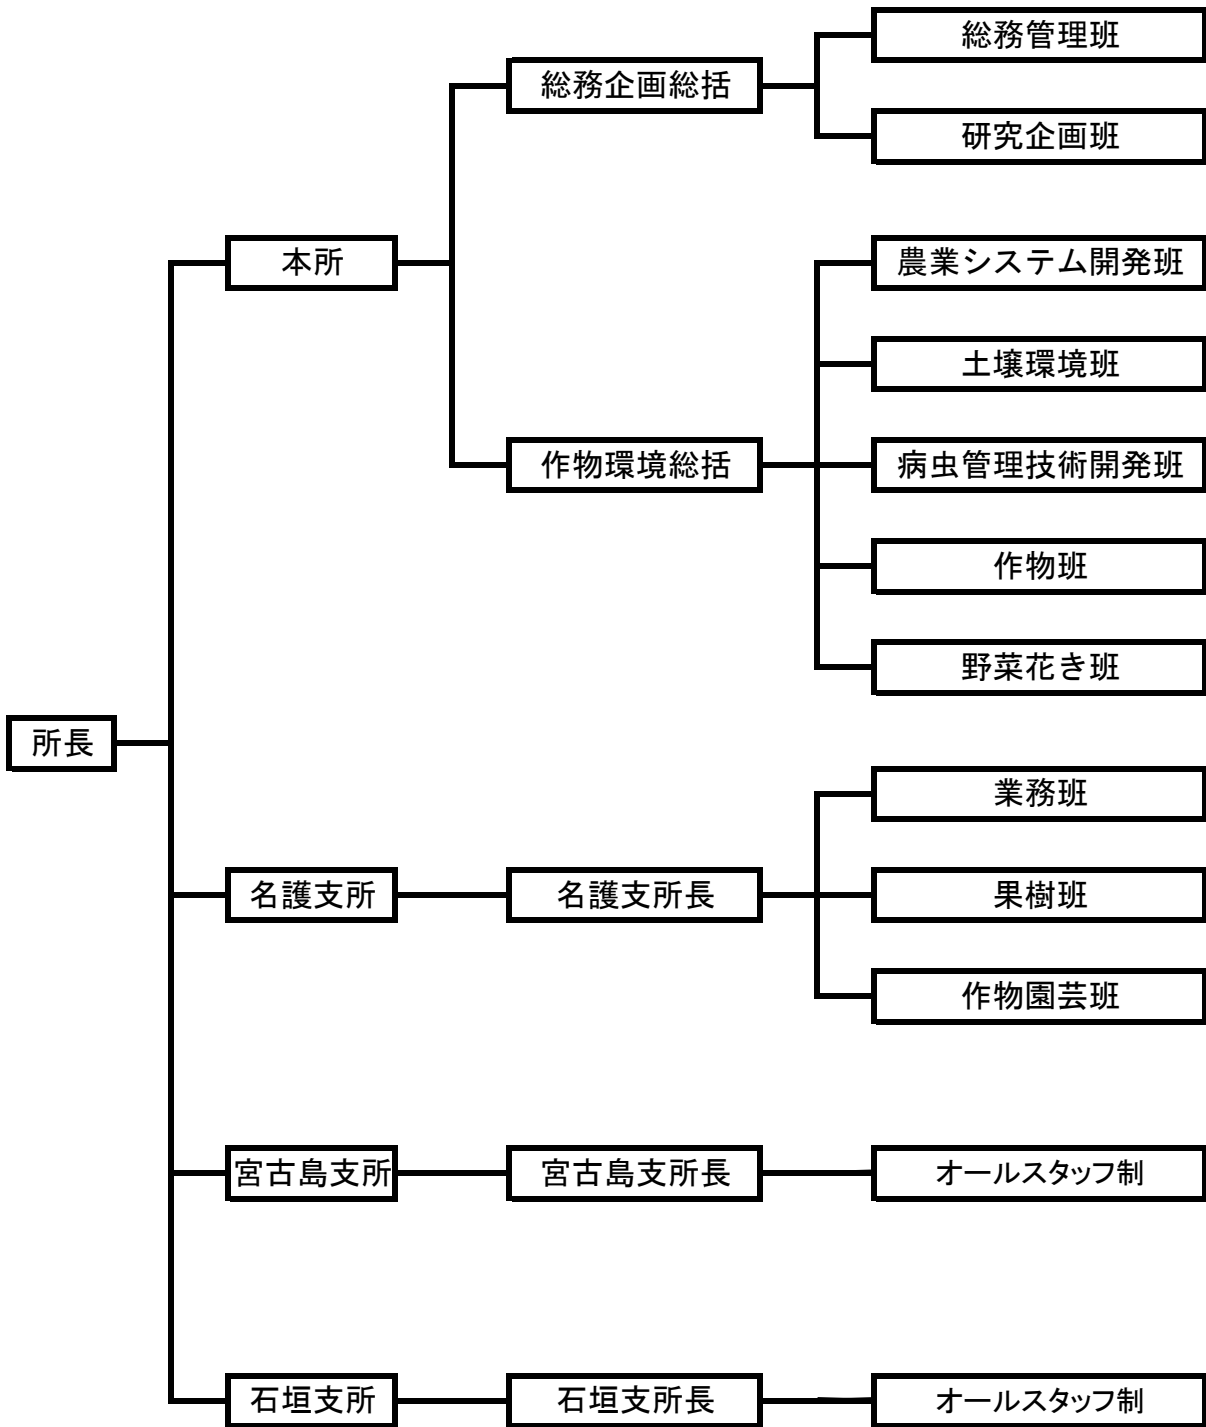 総務管理班
総務企画総括
研究企画班
本所
農業システム開発班
土壌環境班
作物環境総括
病虫管理技術開発班
作物班
野菜花き班
所長
業務班
名護支所
名護支所長
果樹班
作物園芸班
宮古島支所
宮古島支所長
オールスタッフ制
石垣支所
石垣支所長
オールスタッフ制